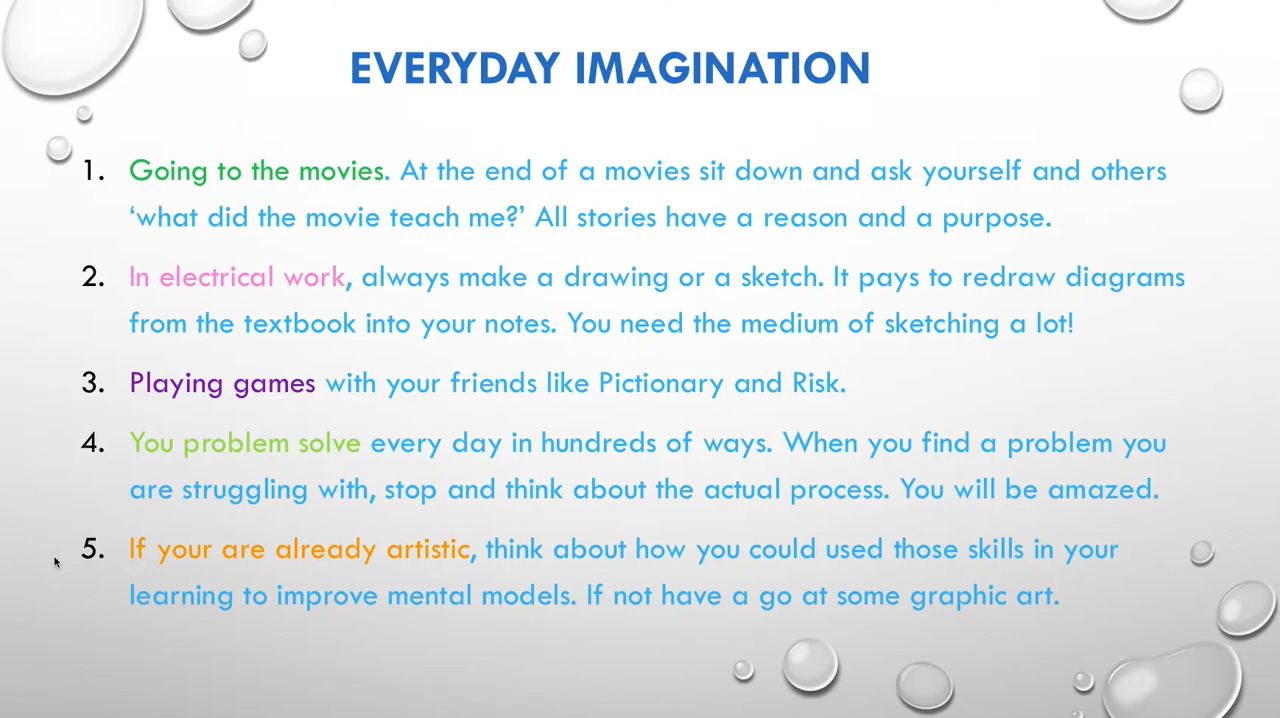 EVERYDAY IMAGINATION
1. Going to the movies. At the end of a movies sit down and ask yourself and others
‘what did the movie teach me?’ All stories have a reason and a purpose.
2. In electrical work, always make a drawing or a sketch. It pays to redraw diagrams
from the textbook into your notes. You need the medium of sketching a lot!
3. Playing games with your friends like Pictionary and Risk.
4. You problem solve every day in hundreds of ways. When you find a problem you
are struggling with, stop and think about the actual process. You will be amazed.
5. If your are already artistic, think about how you could used those skills in your
learning to improve mental models. If not have a go at some graphic art.